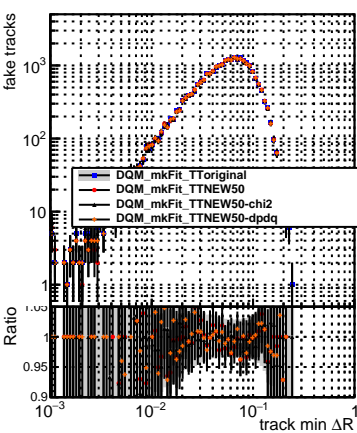 fake tracks
10³
10²
10
1
DQM_mkFit_TToriginal
DQM_mkFit_TTNEW50
DQM_mkFit_TTNEW50-chi2
DQM_mkFit_TTNEW50-dpdq
Ratio
1.05
1
0.95
0.9
10⁻³ 10⁻² 10⁻¹ 1
track min ΔR